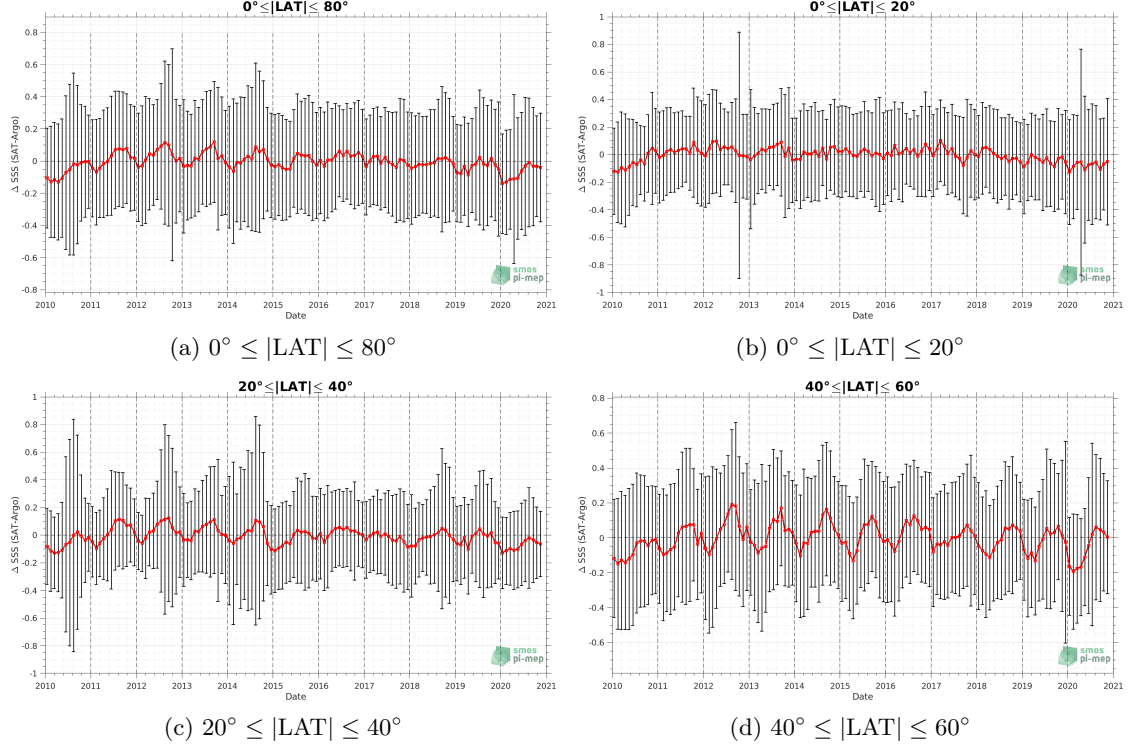 0°≤|LAT|≤ 80°
Δ SSS (SAT-Argo)
0.8
0.6
0.4
0.2
0
-0.2
-0.4
-0.6
-0.8
2010 2011 2012 2013 2014 2015 2016 2017 2018 2019 2020 2021
Date
smos
pi-mep
(a) 0° ≤ |LAT| ≤ 80°
0°≤|LAT|≤ 20°
Δ SSS (SAT-Argo)
1
0.8
0.6
0.4
0.2
0
-0.2
-0.4
-0.6
-0.8
-1
2010 2011 2012 2013 2014 2015 2016 2017 2018 2019 2020 2021
Date
smos
pi-mep
(b) 0° ≤ |LAT| ≤ 20°
20°≤|LAT|≤ 40°
Δ SSS (SAT-Argo)
1
0.8
0.6
0.4
0.2
0
-0.2
-0.4
-0.6
-0.8
-1
2010 2011 2012 2013 2014 2015 2016 2017 2018 2019 2020 2021
Date
smos
pi-mep
(c) 20° ≤ |LAT| ≤ 40°
40°≤|LAT|≤ 60°
Δ SSS (SAT-Argo)
0.8
0.6
0.4
0.2
0
-0.2
-0.4
-0.6
2010 2011 2012 2013 2014 2015 2016 2017 2018 2019 2020 2021
Date
smos
pi-mep
(d) 40° ≤ |LAT| ≤ 60°